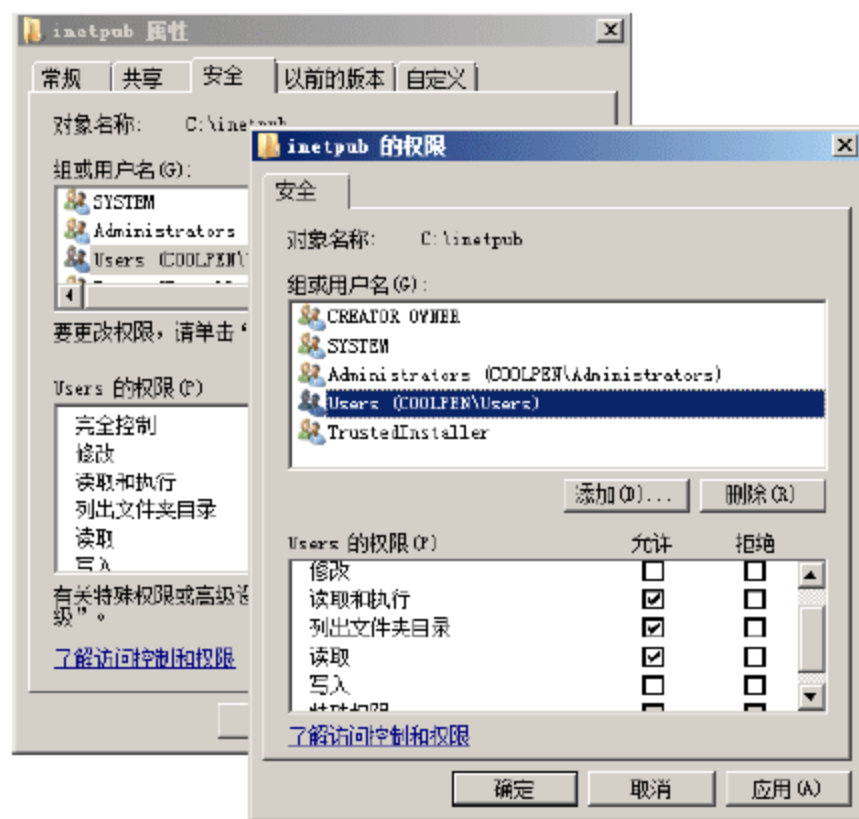 inetpub 属性
常规 共享 安全 以前的版本 自定义
对象名称: C:\inetpub
组或用户名(G):
SYSTEM
Administrators
Users (COOLPEN\
要更改权限，请单击“
Users 的权限(P)
完全控制
修改
读取和执行
列出文件夹目录
读取
写入
有关特殊权限或高级设
级”。
了解访问控制和权限
inetpub 的权限
安全
对象名称: C:\inetpub
组或用户名(G):
CREATOR OWNER
SYSTEM
Administrators (COOLPEN\Administrators)
Users (COOLPEN\Users)
TrustedInstaller
添加(D)... 删除(R)
Users 的权限(P) 允许 拒绝
修改
读取和执行
列出文件夹目录
读取
写入
特殊权限
了解访问控制和权限
确定 取消 应用(A)